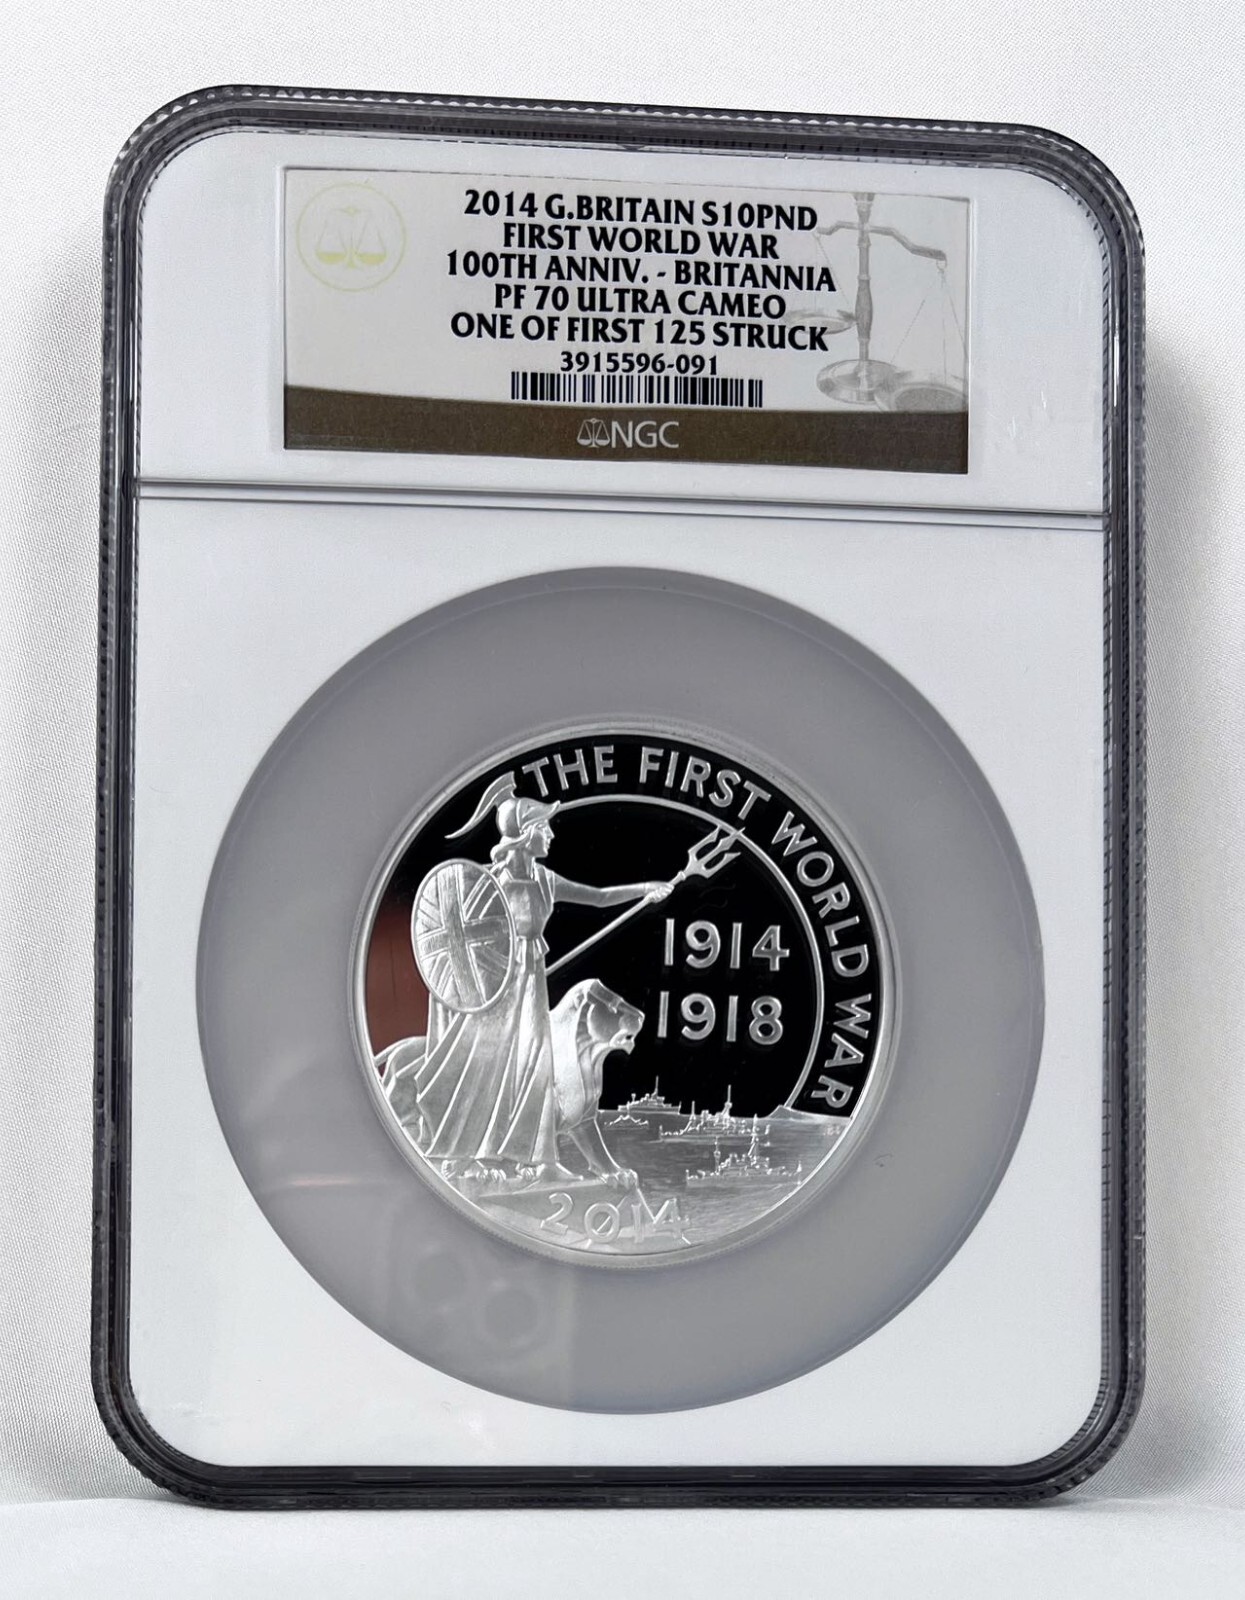 2014 G.BRITAIN S10PND
FIRST WORLD WAR
100TH ANNIV. - BRITANNIA
PF 70 ULTRA CAMEO
ONE OF FIRST 125 STRUCK
3915596-091
NGC
THE FIRST WORLD WAR
1914
1918
2014